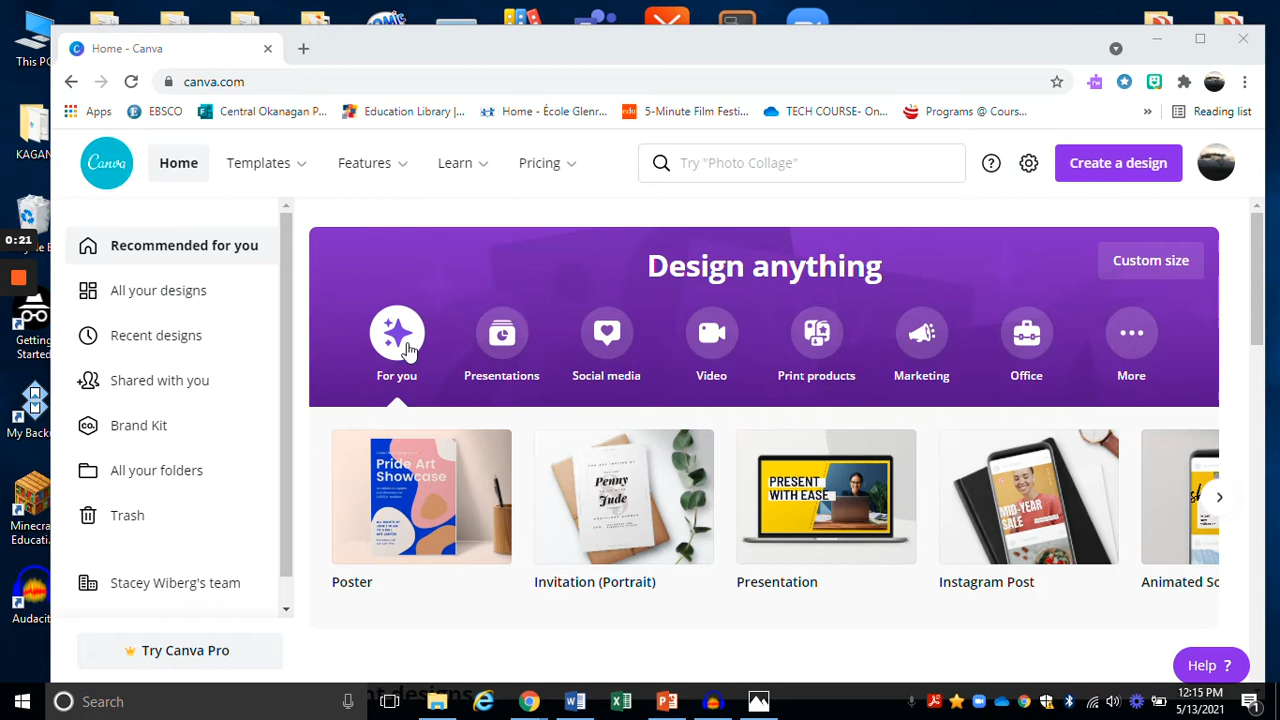 This PC
Home - Canva
canva.com
Apps
EBSCO
Central Okanagan P...
Education Library |...
Home - École Glenr...
5-Minute Film Festi...
TECH COURSE- On...
Programs @ Cours...
»
Reading list
KAGAN
Canva
Home
Templates
Features
Learn
Pricing
Try "Photo Collage"
Create a design
0:21
Recommended for you
All your designs
Recent designs
Shared with you
Brand Kit
All your folders
Trash
Stacey Wiberg's team
Try Canva Pro
Design anything
Custom size
For you
Presentations
Social media
Video
Print products
Marketing
Office
More
Pride Art
Showcase
Penny
Jude
PRESENT
WITH EASE
MID-YEAR
SALE
Poster
Invitation (Portrait)
Presentation
Instagram Post
Animated So
Help ?
Getting
Started
My Back
Minecra
Educati...
Audacit
Search
12:15 PM
5/13/2021